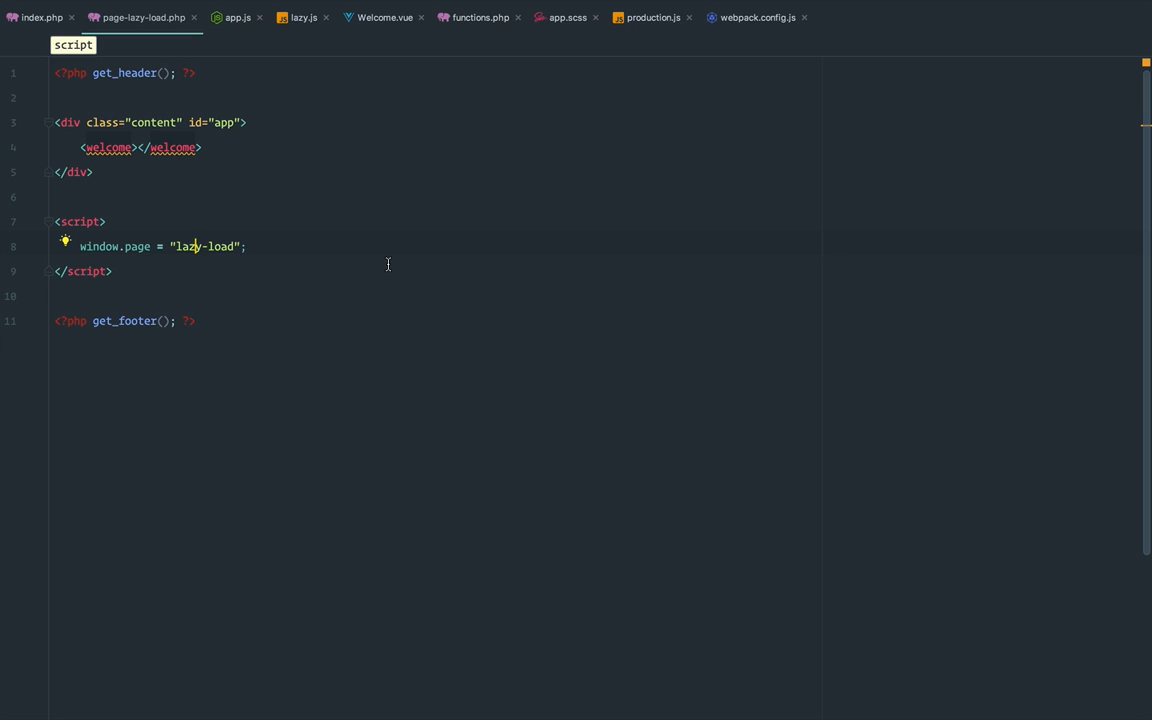 index.php page-lazy-load.php app.js lazy.js Welcome.vue functions.php app.scss production.js webpack.config.js
script
1 <?php get_header(); ?>
2
3 <div class="content" id="app">
4 <welcome></welcome>
5 </div>
6
7 <script>
8 window.page = "lazy-load";
9 </script>
10
11 <?php get_footer(); ?>